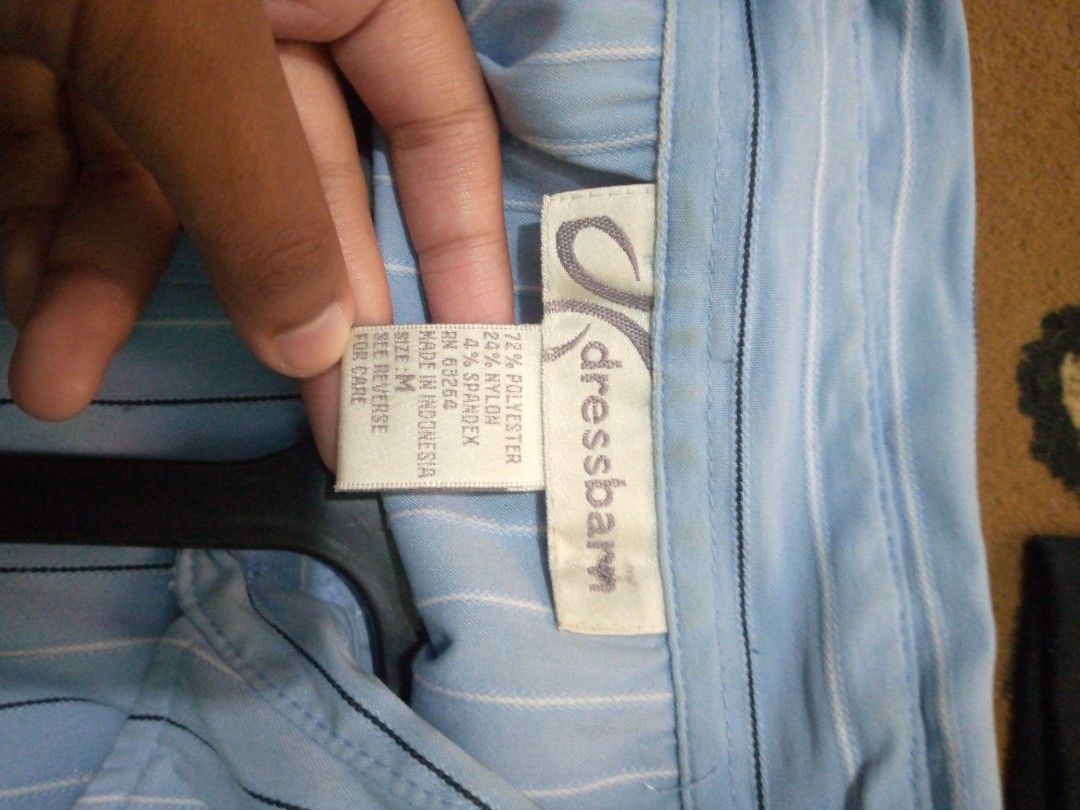 dressbarn
72% POLYESTER
24% NYLON
4% SPANDEX
RN 63264
MADE IN INDONESIA
SIZE: M
SEE REVERSE
FOR CARE